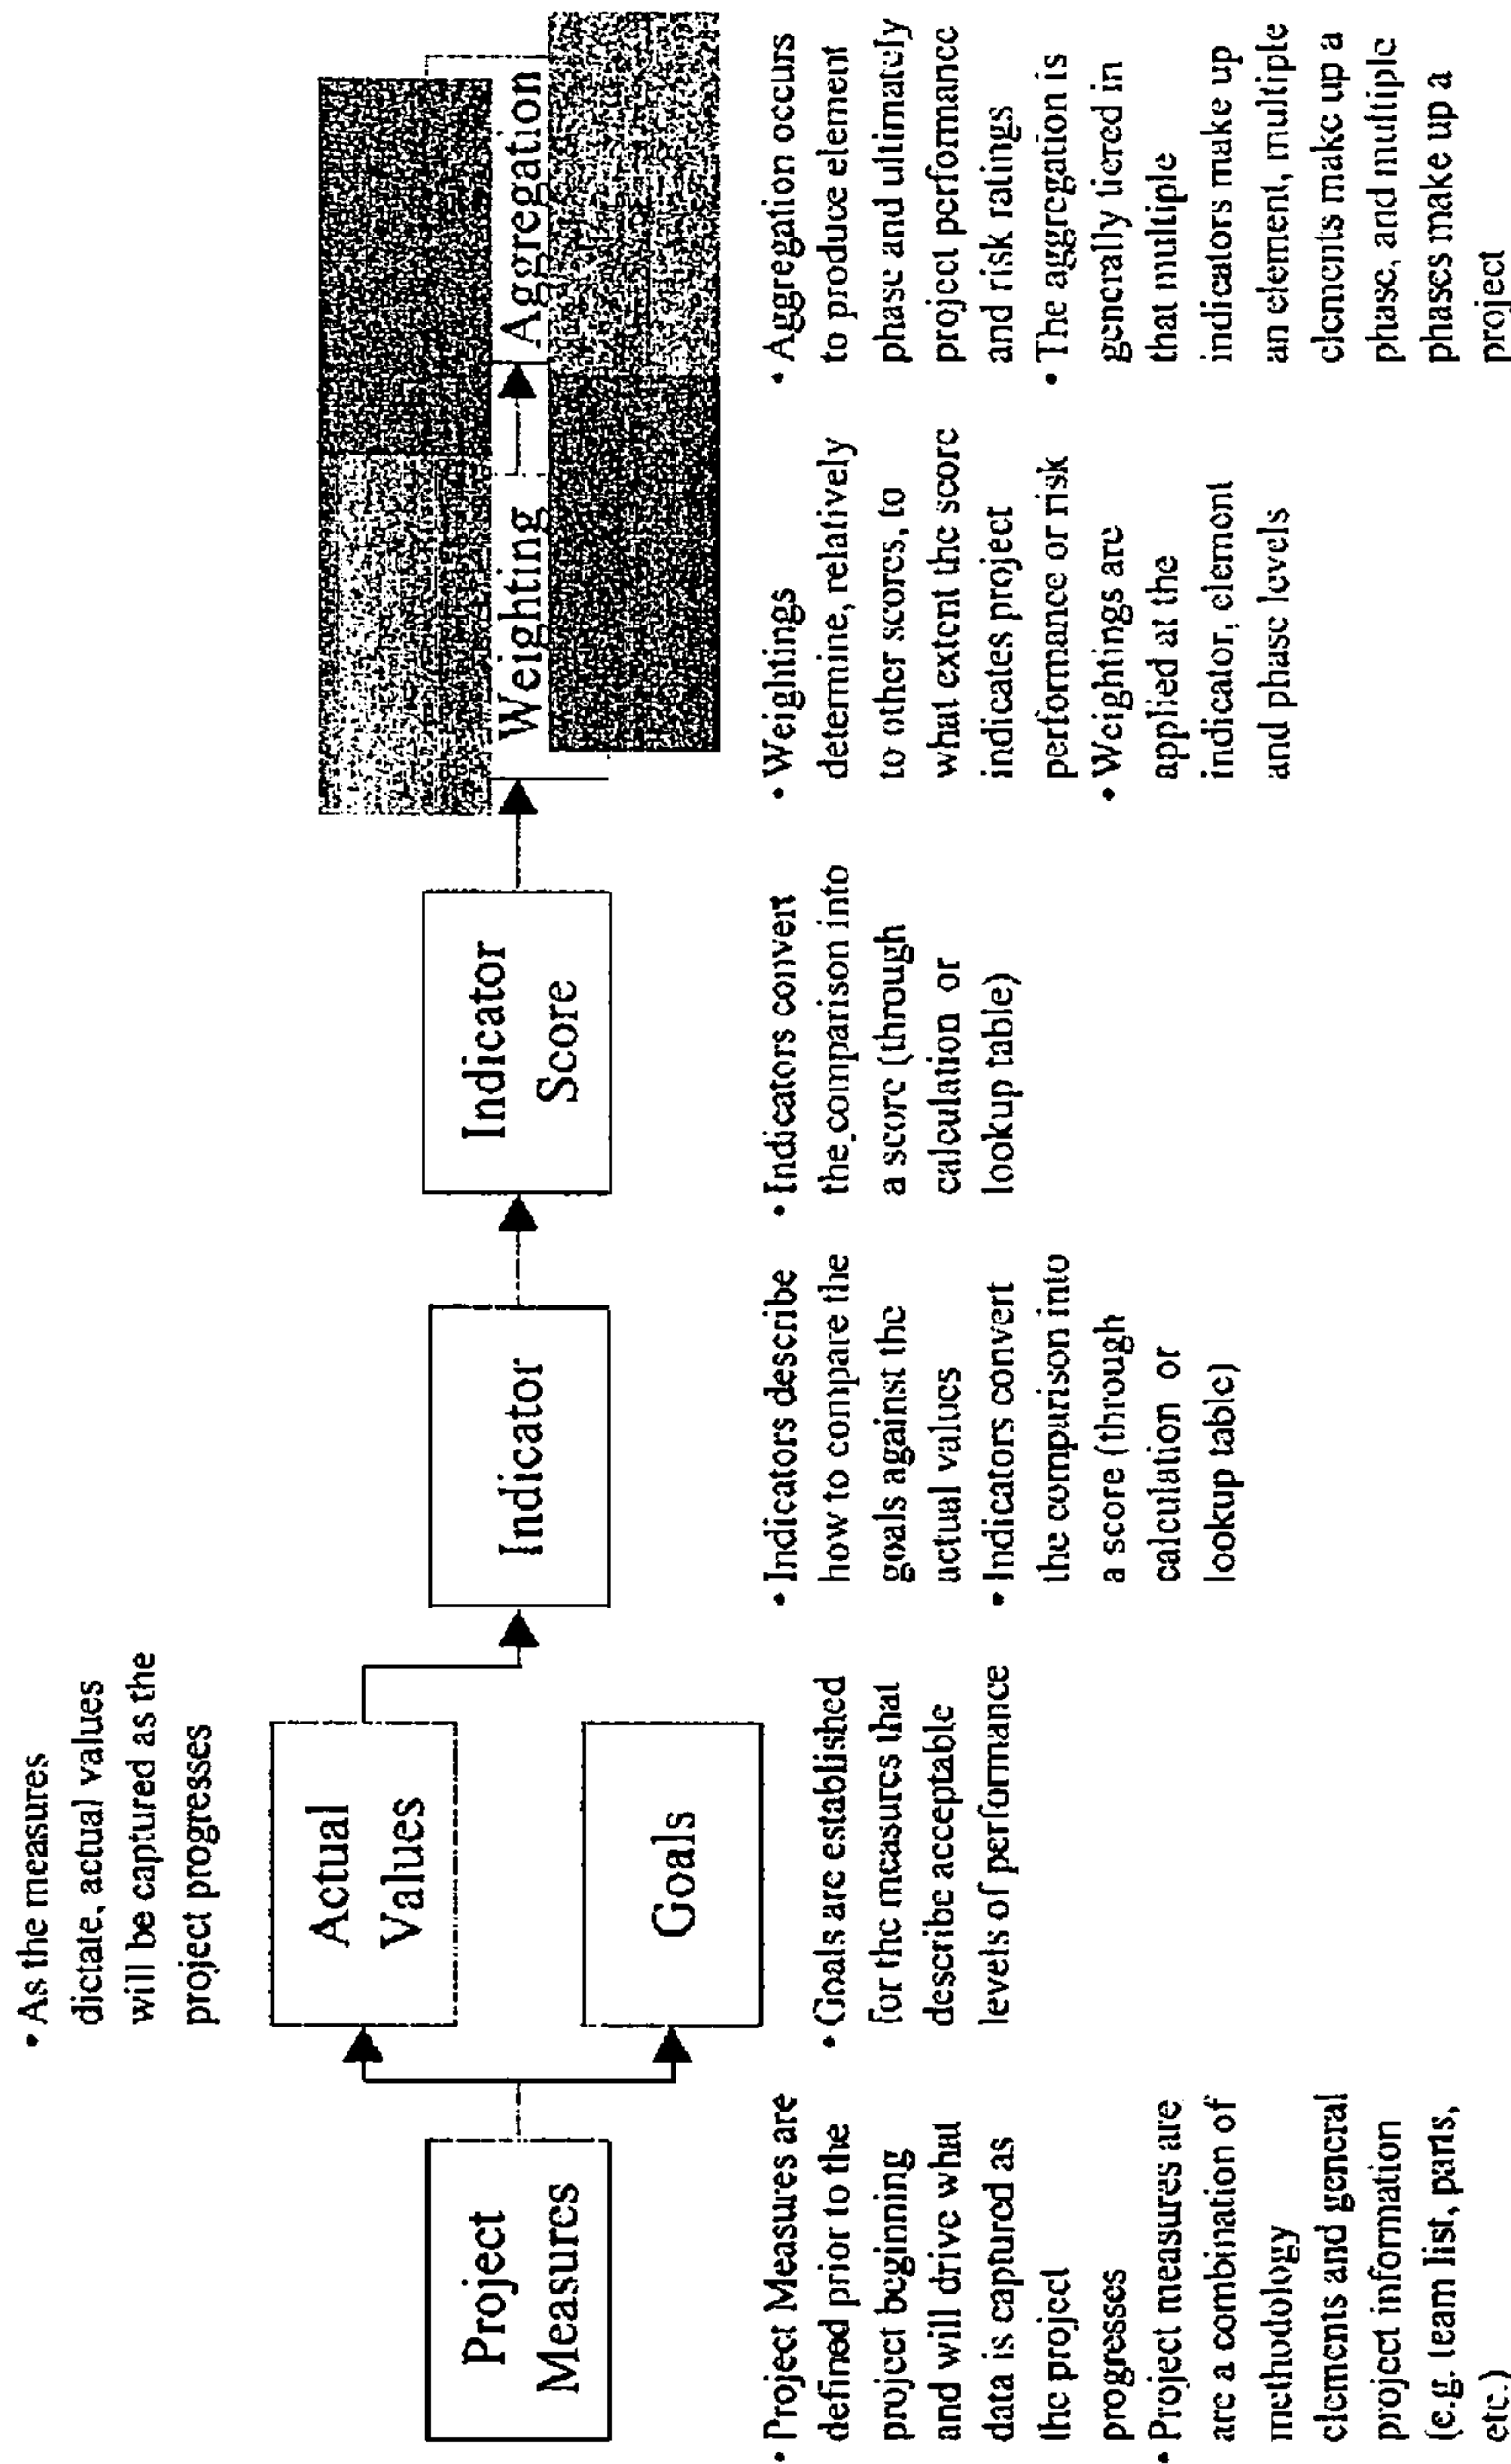 • As the measures
dictate, actual values
will be captured as the
project progresses
Project
Measures
Actual
Values
Goals
Indicator
Indicator
Score
Weighting
Aggregation
• Project Measures are
defined prior to the
project beginning
and will drive what
data is captured as
the project
progresses
• Project measures are
are a combination of
methodology
elements and general
project information
(e.g. team list, parts,
etc.)
• Goals are established
for the measures that
describe acceptable
levels of performance
• Indicators describe
how to compare the
goals against the
actual values
• Indicators convert
the comparison into
a score (through
calculation or
lookup table)
• Indicators convert
the comparison into
a score (through
calculation or
lookup table)
• Weightings
determine, relatively
to other scores, to
what extent the score
indicates project
performance or risk
• Weightings are
applied at the
indicator, element
and phase levels
• Aggregation occurs
to produce element
phase and ultimately
project performance
and risk ratings
• The aggregation is
generally tiered in
that multiple
indicators make up
an element, multiple
elements make up a
phase, and multiple
phases make up a
project